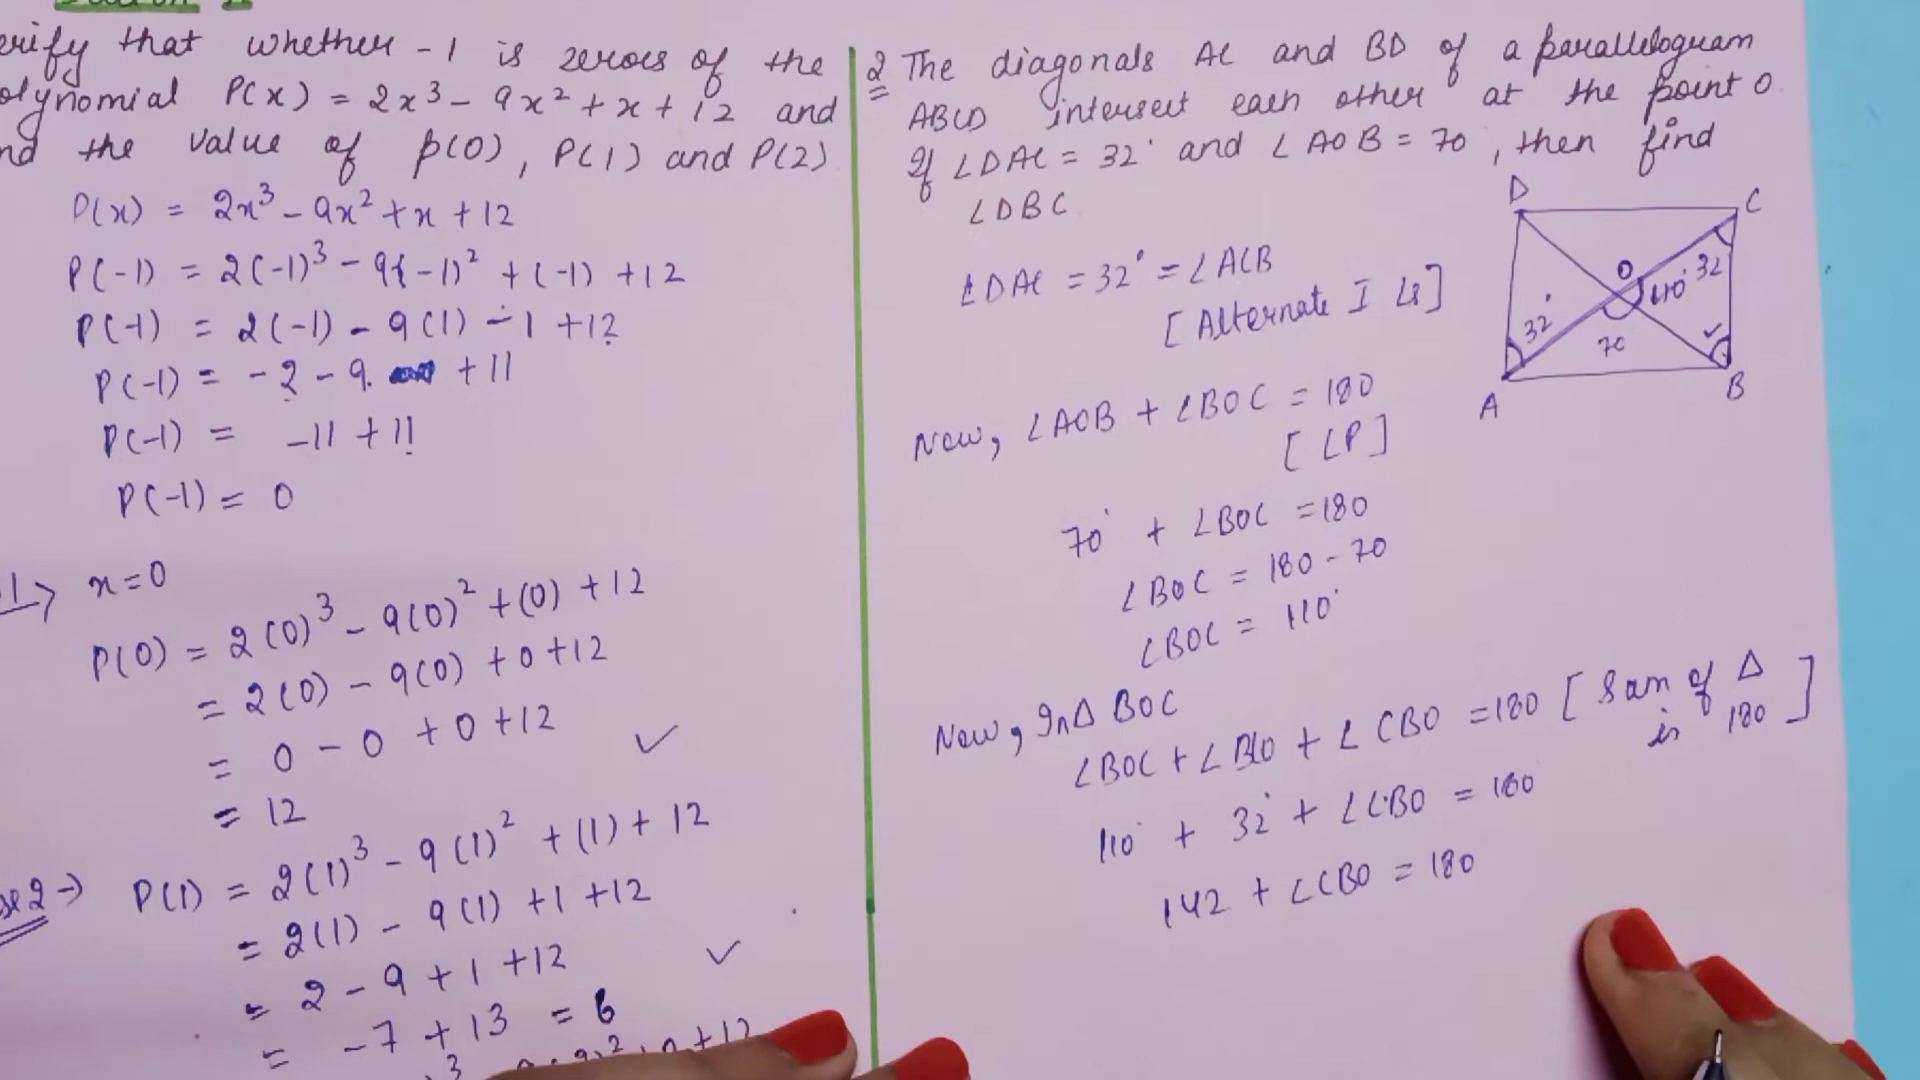 erify that whether -1 is zeroes of the
olynomial P(x) = 2x³ - 9x² + x + 12 and
nd the value of p(0), P(1) and P(2)
P(x) = 2x³ - 9x² + x + 12
P(-1) = 2(-1)³ - 9(-1)² + (-1) + 12
P(-1) = 2(-1) - 9(1) - 1 + 12
P(-1) = -2 - 9 + 11
P(-1) = -11 + 11
P(-1) = 0
1→ x = 0
P(0) = 2(0)³ - 9(0)² + (0) + 12
= 2(0) - 9(0) + 0 + 12
= 0 - 0 + 0 + 12 ✓
= 12
se 2 → P(1) = 2(1)³ - 9(1)² + (1) + 12
= 2(1) - 9(1) + 1 + 12
= 2 - 9 + 1 + 12 ✓
= -7 + 13 = 6
2 The diagonals AC and BD of a parallelogram
ABCD intersect each other at the point O.
If ∠DAC = 32° and ∠AOB = 70, then find
∠DBC
D C
O 110° 32
32° 70 ✓
A B
∠DAC = 32° = ∠ACB
[Alternate I ∠s]
Now, ∠AOB + ∠BOC = 180
[∠P]
70° + ∠BOC = 180
∠BOC = 180 - 70
∠BOC = 110°
Now, In Δ BOC
∠BOC + ∠BCO + ∠CBO = 180 [Sum of Δ
is 180]
110° + 32° + ∠CBO = 180
142 + ∠CBO = 180